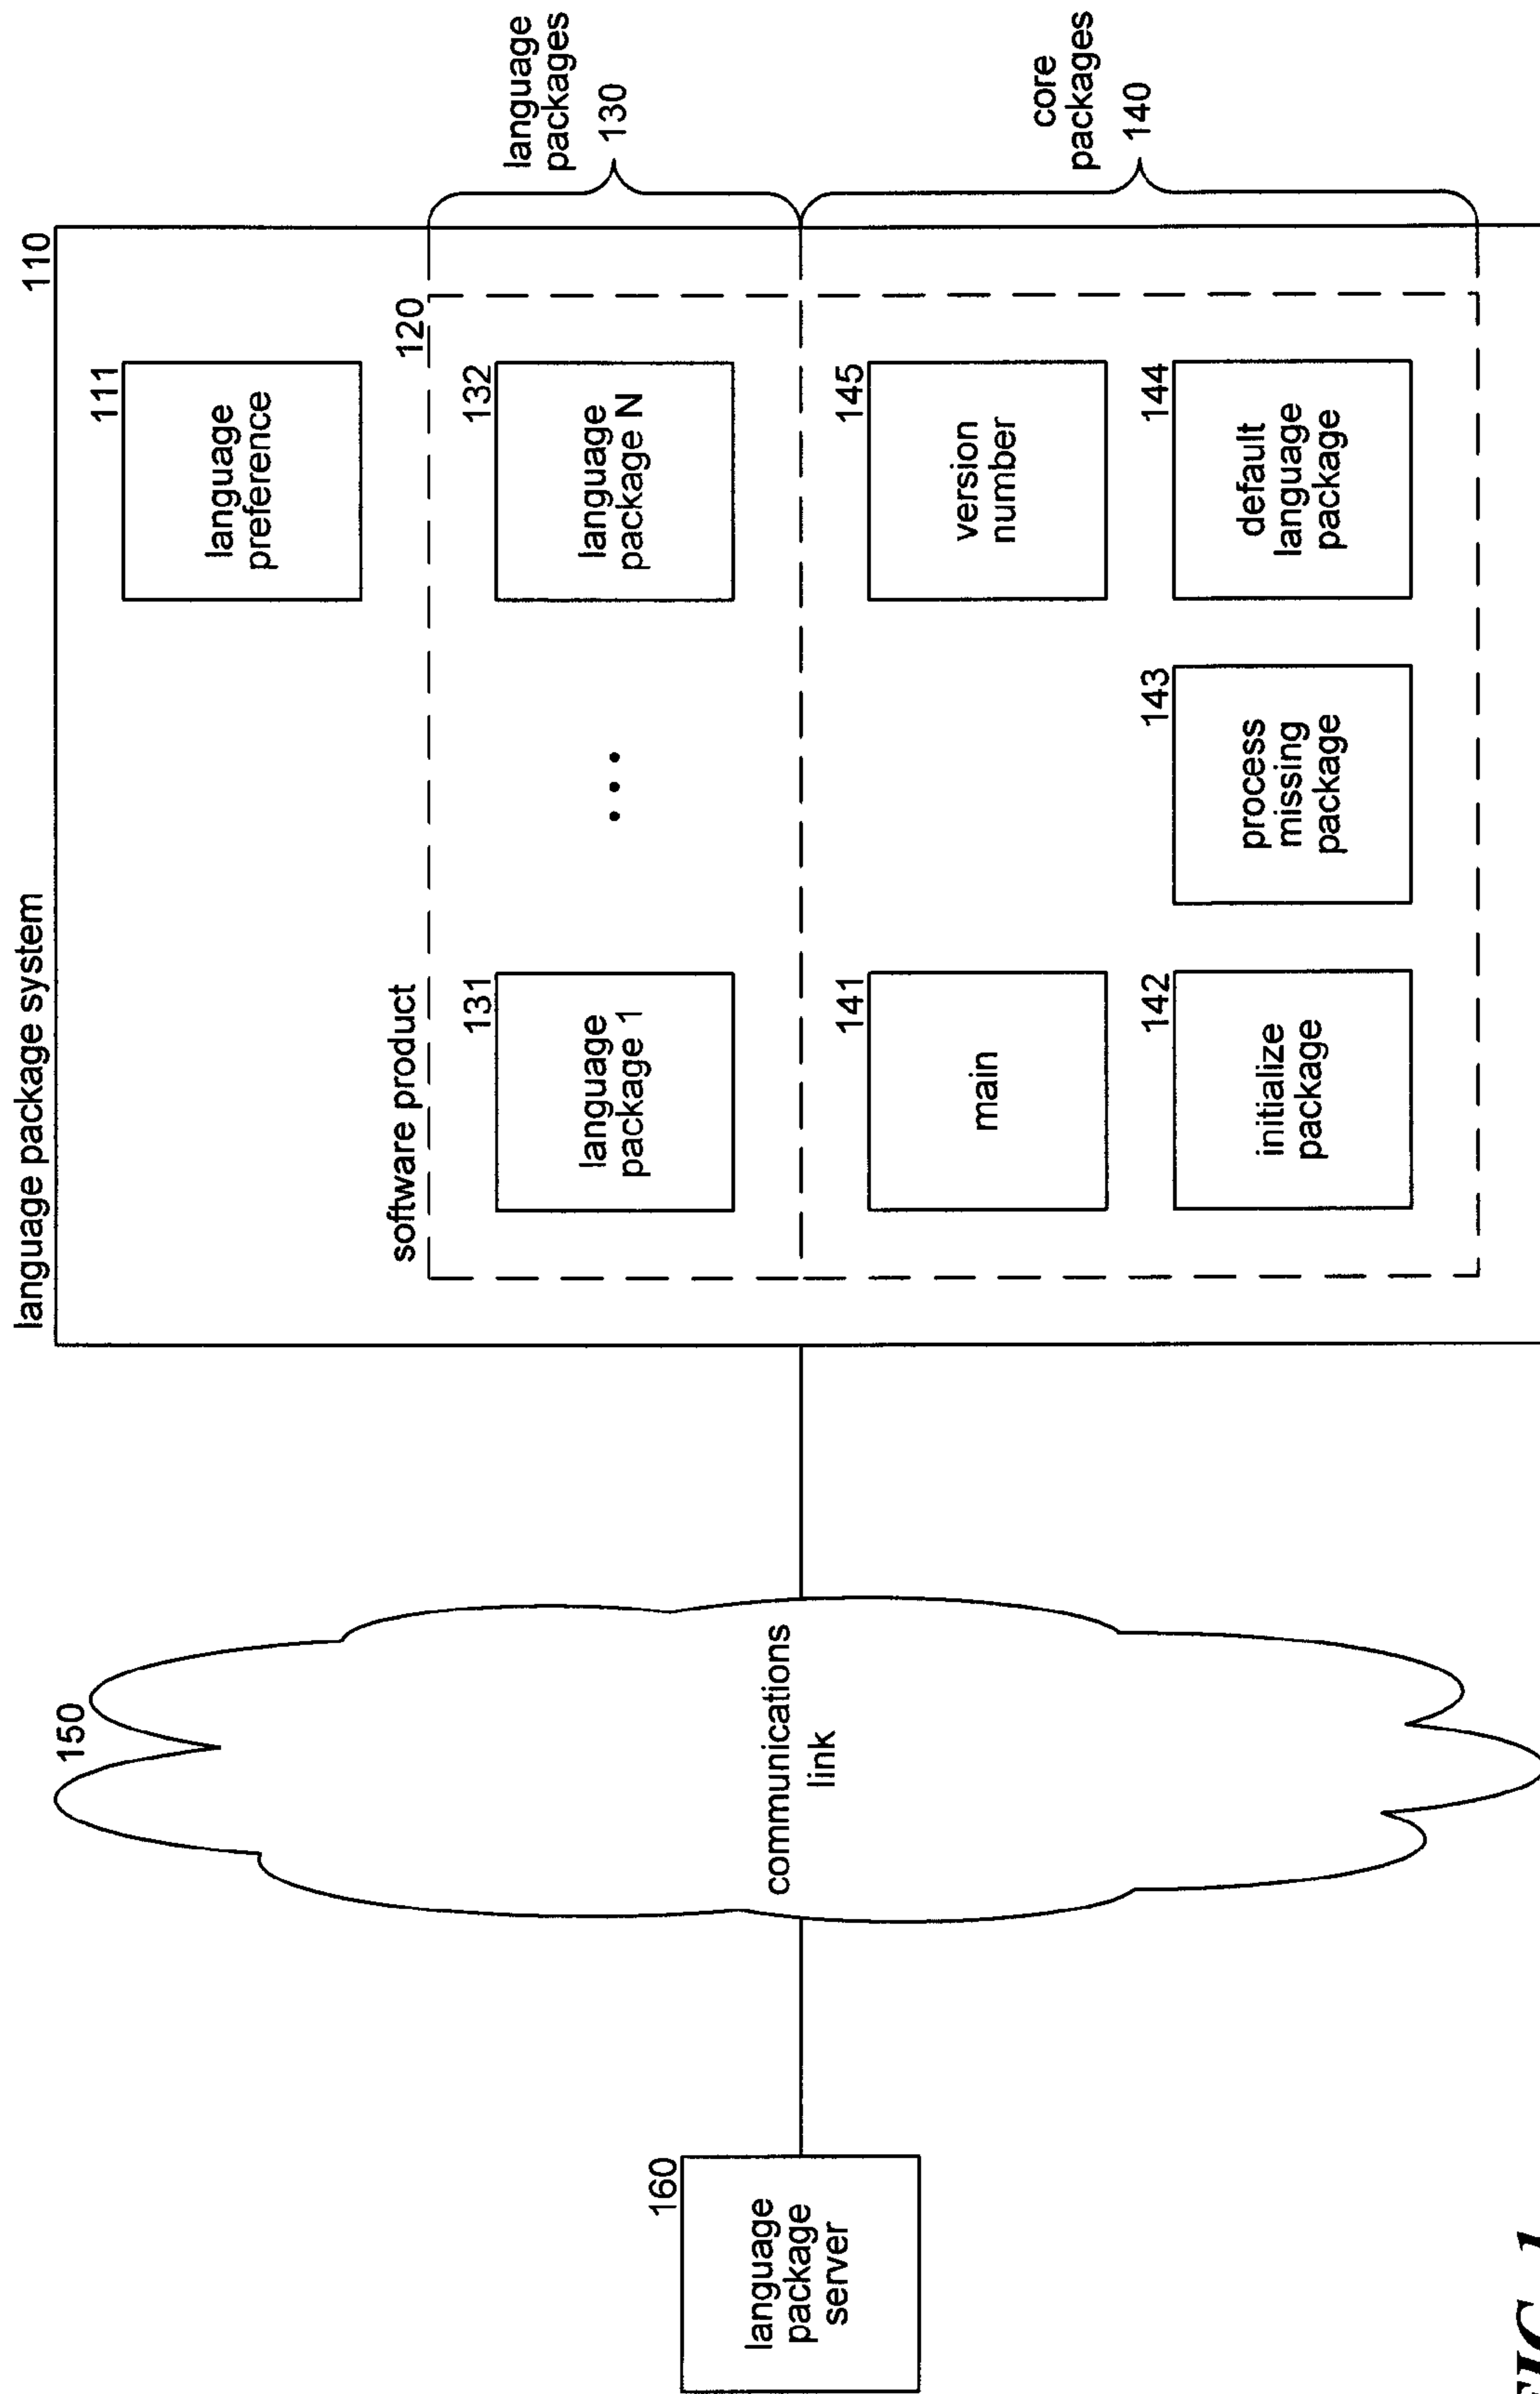 language package system
110
111
language
preference
software product
120
131
language
package 1
...
132
language
package N
language
packages
130
141
main
145
version
number
142
initialize
package
143
process
missing
package
144
default
language
package
core
packages
140
150
communications
link
160
language
package
server
FIG. 1